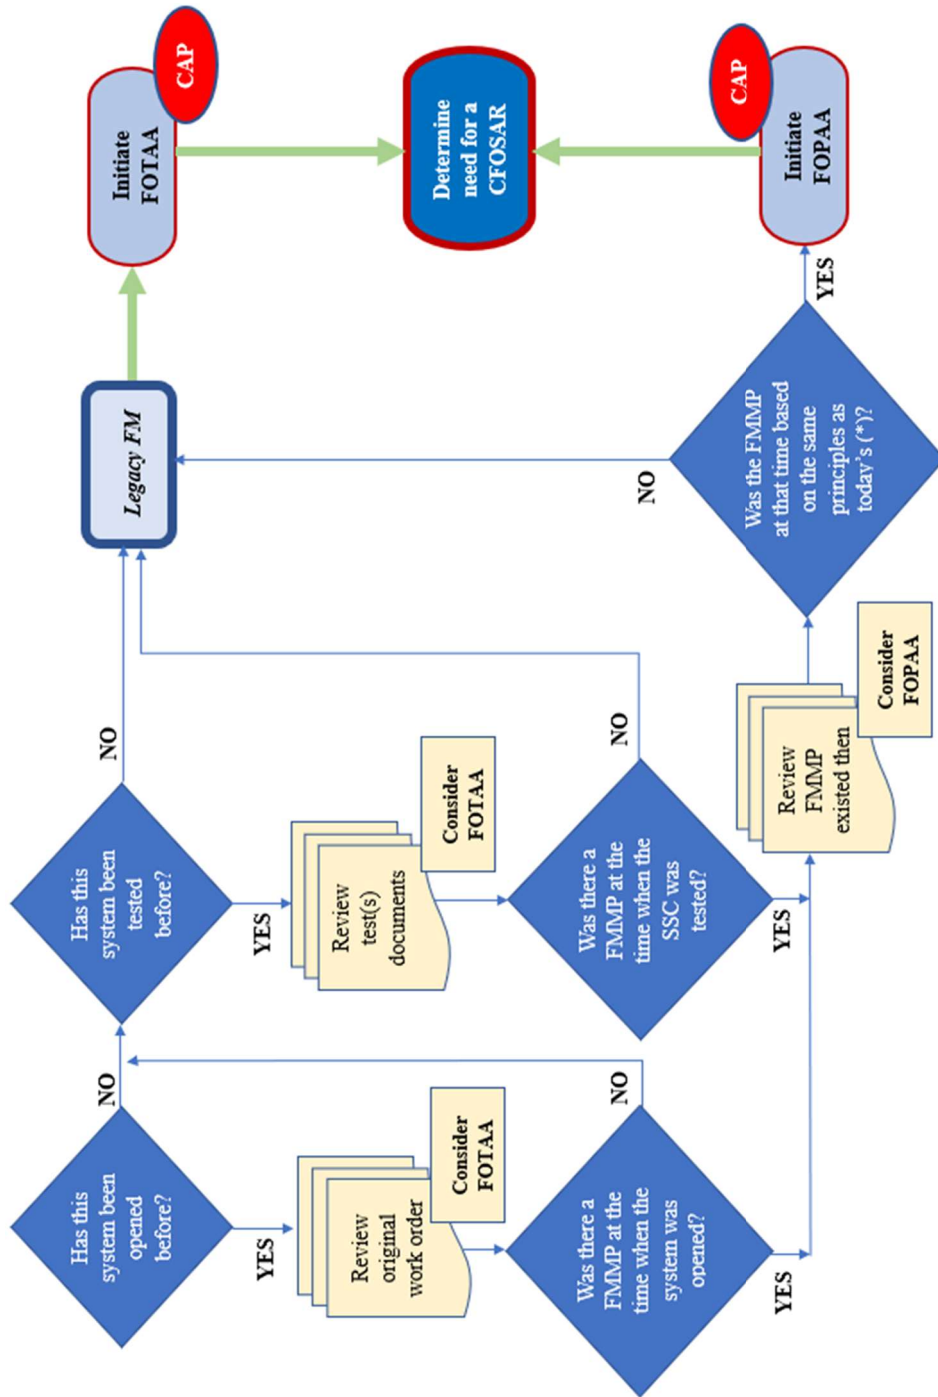 Has this
system been
opened
before?
NO
YES
Review
original
work order
Consider
FOTAA
Was there a
FMMP at the
time when the
system was
opened?
NO
YES
Has this
system been
tested
before?
NO
YES
Review
test(s)
documents
Consider
FOTAA
Was there a
FMMP at the
time when the
SSC was
tested?
NO
YES
Review
FMMP
existed then
Consider
FOPAA
Was the FMMP
at that time based
on the same
principles as
today's (*)?
NO
YES
Legacy FM
Initiate
FOTAA
CAP
Determine
need for a
CFOSAR
Initiate
FOPAA
CAP